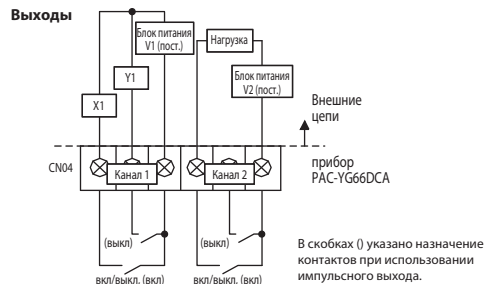 Выходы
Блок питания
V1 (пост.)
Нагрузка
Y1
Блок питания
V2 (пост.)
X1
Внешние
цепи
CN04
Канал 1
Канал 2
прибор
PAC-YG66DCA
(выкл)
(выкл)
вкл/выкл. (вкл)
вкл/выкл. (вкл)
В скобках () указано назначение
контактов при использовании
импульсного выхода.